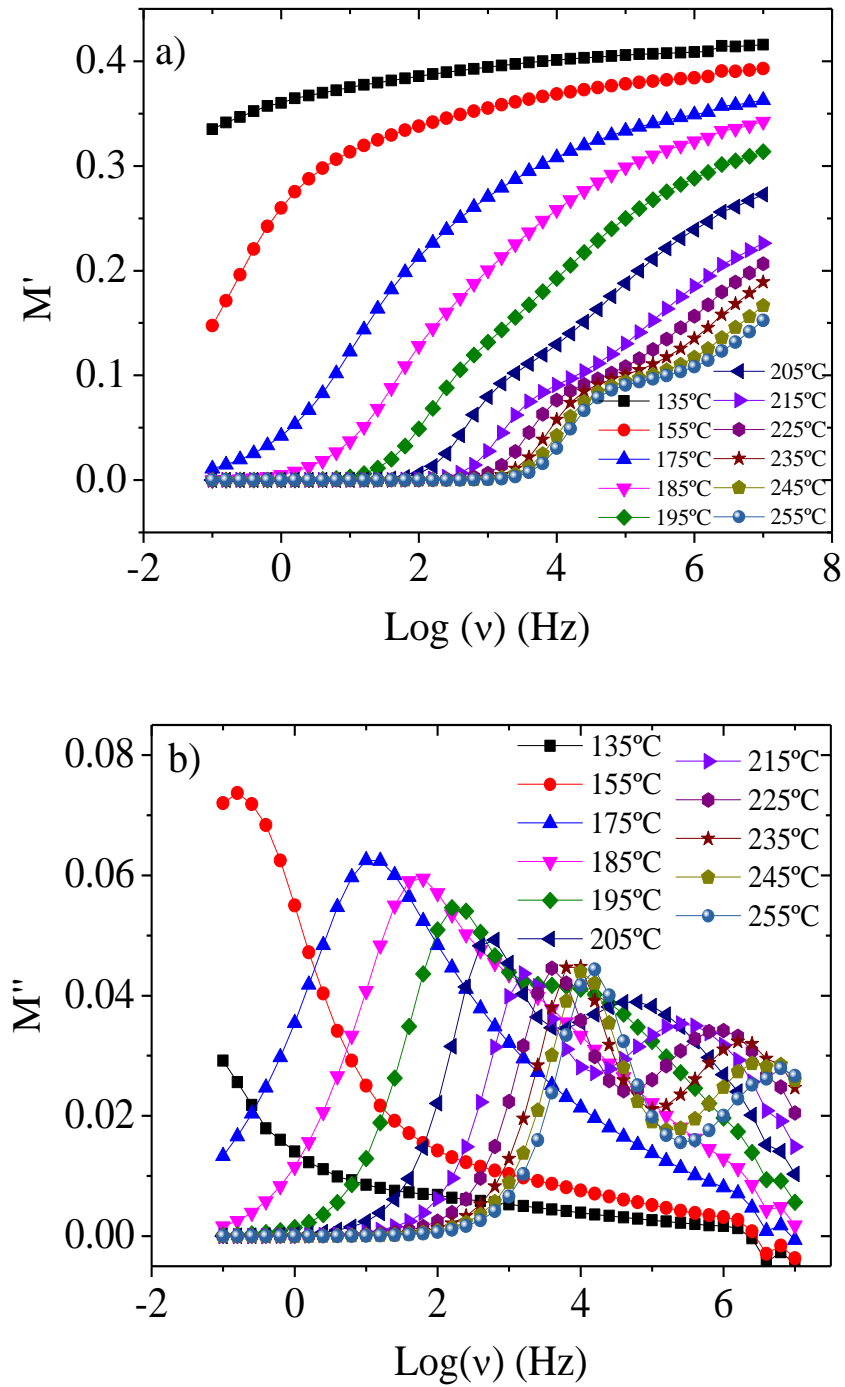 a)
0.4
0.3
0.2
0.1
0.0
M'
205ºC
135ºC
215ºC
155ºC
225ºC
175ºC
235ºC
185ºC
245ºC
195ºC
255ºC
-2 0 2 4 6 8
Log (ν) (Hz)
b)
0.08
0.06
0.04
0.02
0.00
M''
135ºC
155ºC
175ºC
185ºC
195ºC
205ºC
215ºC
225ºC
235ºC
245ºC
255ºC
-2 0 2 4 6
Log(ν) (Hz)